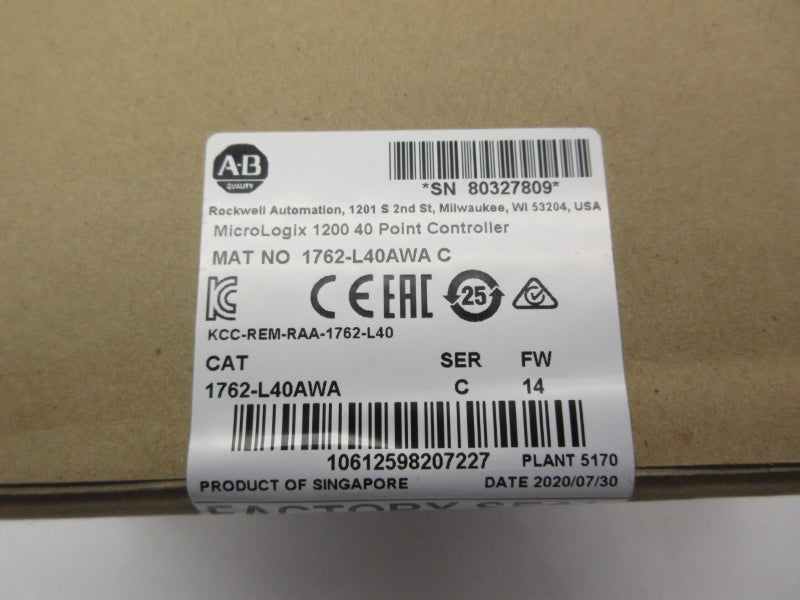 A-B
QUALITY
*SN 80327809*
Rockwell Automation, 1201 S 2nd St, Milwaukee, WI 53204, USA
MicroLogix 1200 40 Point Controller
MAT NO 1762-L40AWA C
KC CE EAC 25
KCC-REM-RAA-1762-L40
CAT SER FW
1762-L40AWA C 14
10612598207227 PLANT 5170
PRODUCT OF SINGAPORE DATE 2020/07/30
FACTORY